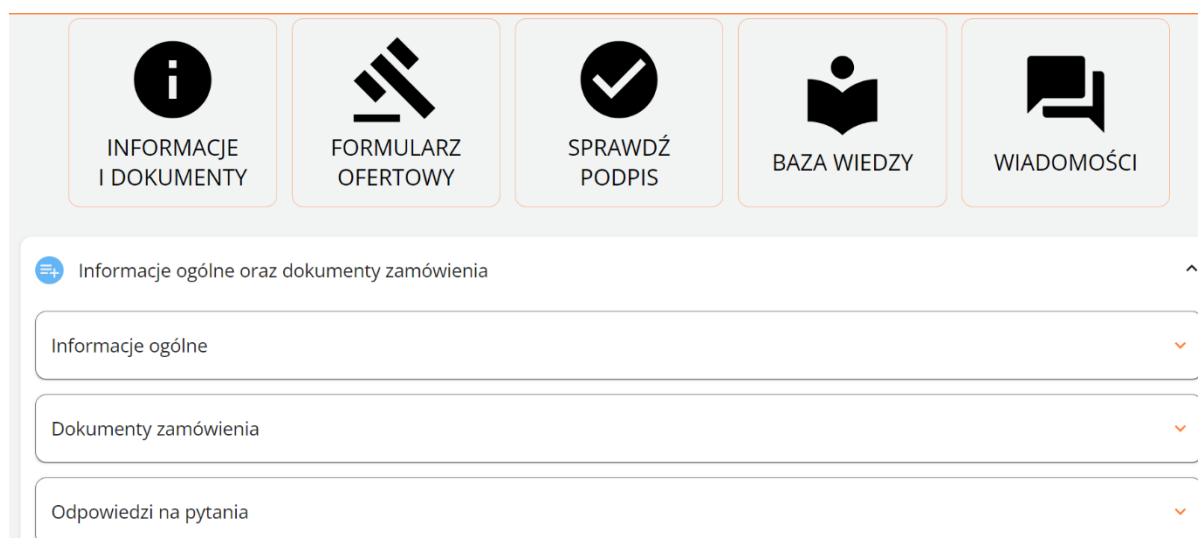 INFORMACJE
I DOKUMENTY
FORMULARZ
OFERTOWY
SPRAWDŹ
PODPIS
BAZA WIEDZY
WIADOMOŚCI
Informacje ogólne oraz dokumenty zamówienia
Informacje ogólne
Dokumenty zamówienia
Odpowiedzi na pytania